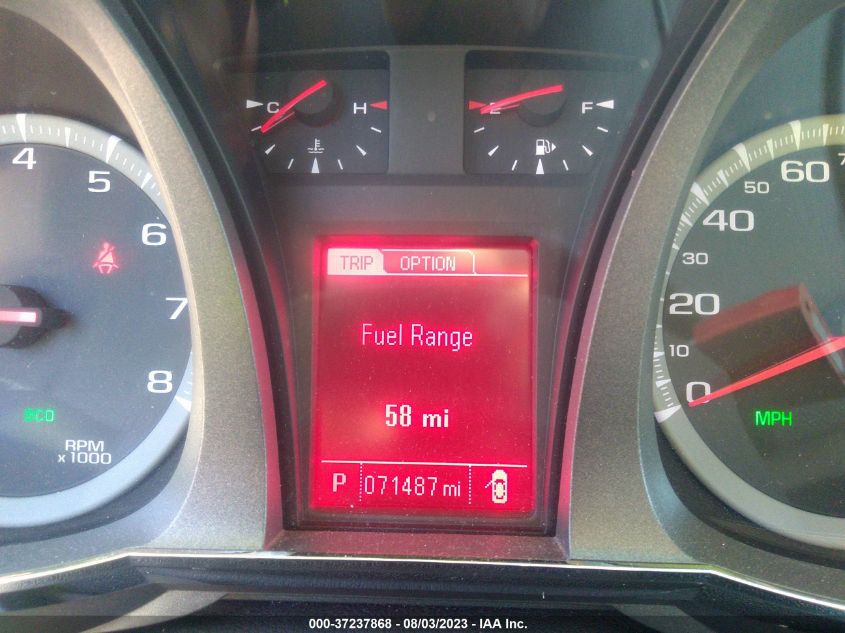 C H
E F
4
5
6
7
8
ECO
RPM
x 1000
TRIP OPTION
Fuel Range
58 mi
P 071487 mi
60
50
40
30
20
10
0
MPH
000-37237868 - 08/03/2023 - IAA Inc.